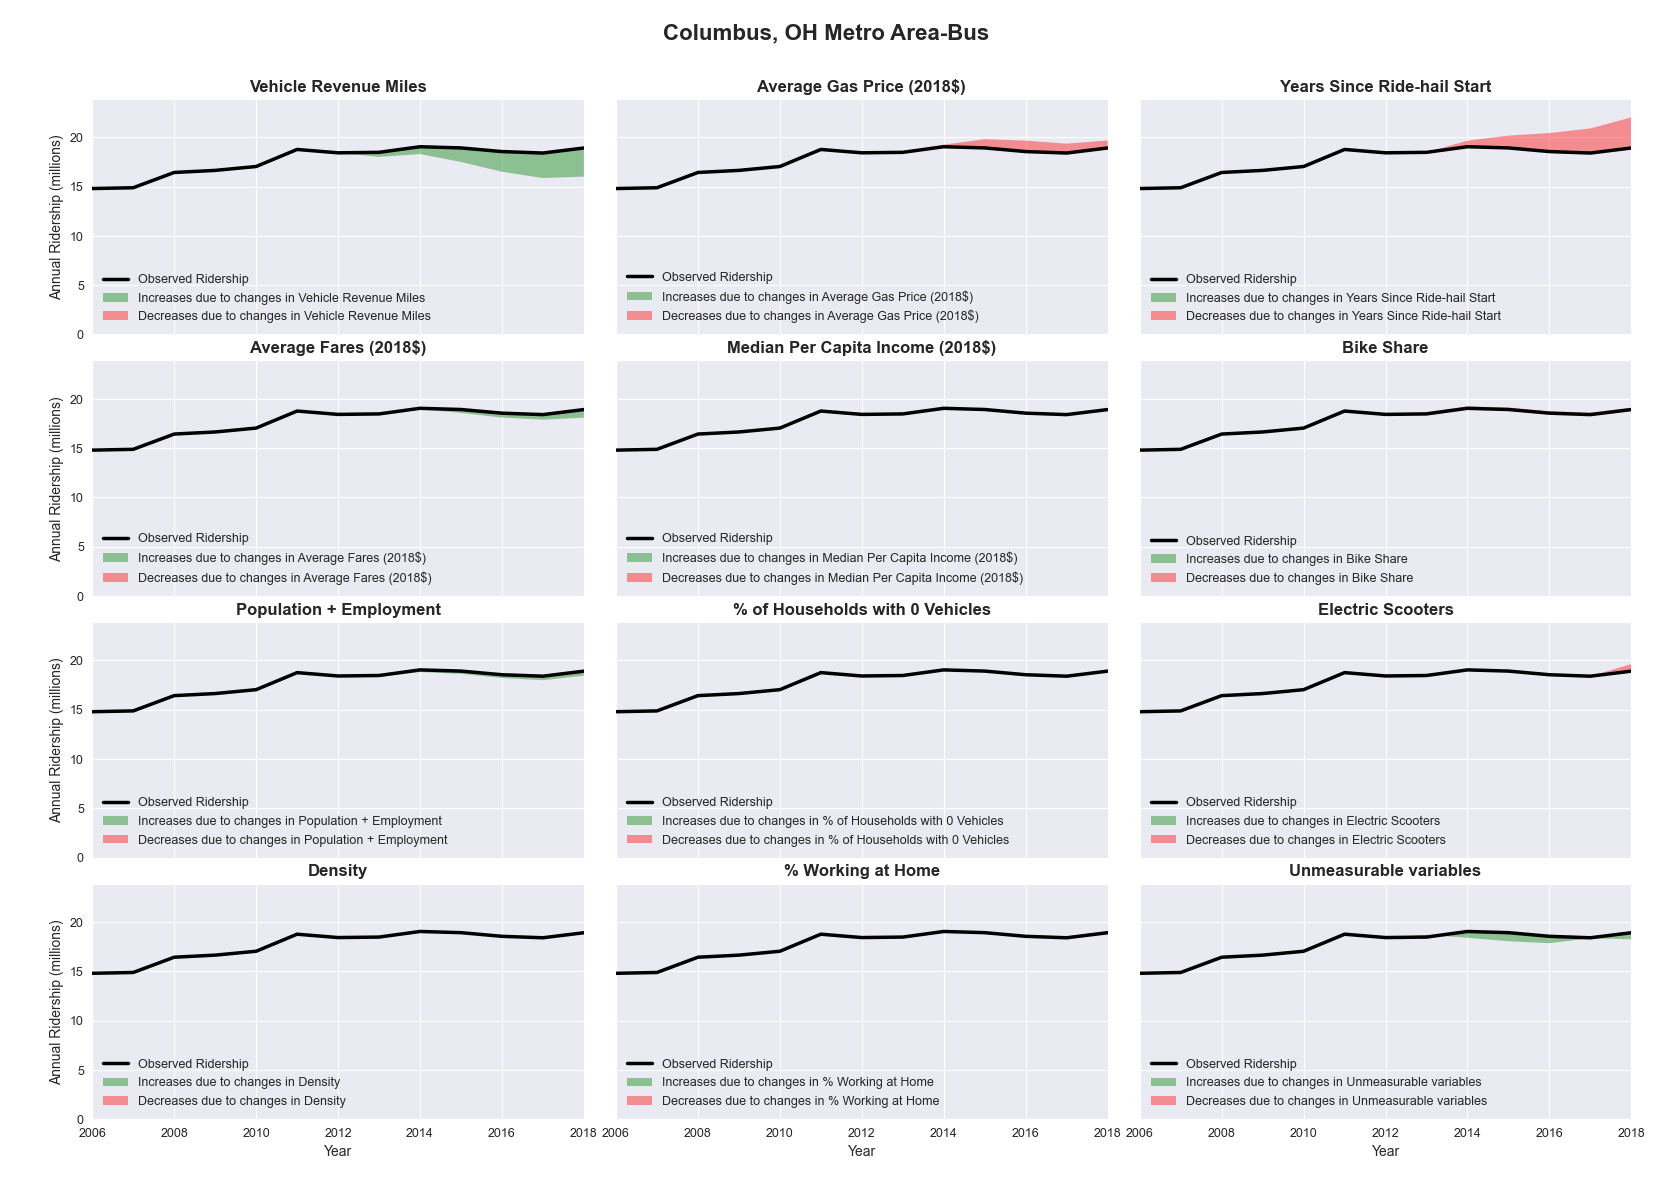 Columbus, OH Metro Area-Bus
Vehicle Revenue Miles
Annual Ridership (millions)
20
15
10
5
0
Observed Ridership
Increases due to changes in Vehicle Revenue Miles
Decreases due to changes in Vehicle Revenue Miles
Average Gas Price (2018$)
Observed Ridership
Increases due to changes in Average Gas Price (2018$)
Decreases due to changes in Average Gas Price (2018$)
Years Since Ride-hail Start
Observed Ridership
Increases due to changes in Years Since Ride-hail Start
Decreases due to changes in Years Since Ride-hail Start
Average Fares (2018$)
Annual Ridership (millions)
20
15
10
5
0
Observed Ridership
Increases due to changes in Average Fares (2018$)
Decreases due to changes in Average Fares (2018$)
Median Per Capita Income (2018$)
Observed Ridership
Increases due to changes in Median Per Capita Income (2018$)
Decreases due to changes in Median Per Capita Income (2018$)
Bike Share
Observed Ridership
Increases due to changes in Bike Share
Decreases due to changes in Bike Share
Population + Employment
Annual Ridership (millions)
20
15
10
5
0
Observed Ridership
Increases due to changes in Population + Employment
Decreases due to changes in Population + Employment
% of Households with 0 Vehicles
Observed Ridership
Increases due to changes in % of Households with 0 Vehicles
Decreases due to changes in % of Households with 0 Vehicles
Electric Scooters
Observed Ridership
Increases due to changes in Electric Scooters
Decreases due to changes in Electric Scooters
Density
Annual Ridership (millions)
20
15
10
5
0
Observed Ridership
Increases due to changes in Density
Decreases due to changes in Density
2006 2008 2010 2012 2014 2016 2018
Year
% Working at Home
Observed Ridership
Increases due to changes in % Working at Home
Decreases due to changes in % Working at Home
2006 2008 2010 2012 2014 2016 2018
Year
Unmeasurable variables
Observed Ridership
Increases due to changes in Unmeasurable variables
Decreases due to changes in Unmeasurable variables
2006 2008 2010 2012 2014 2016 2018
Year